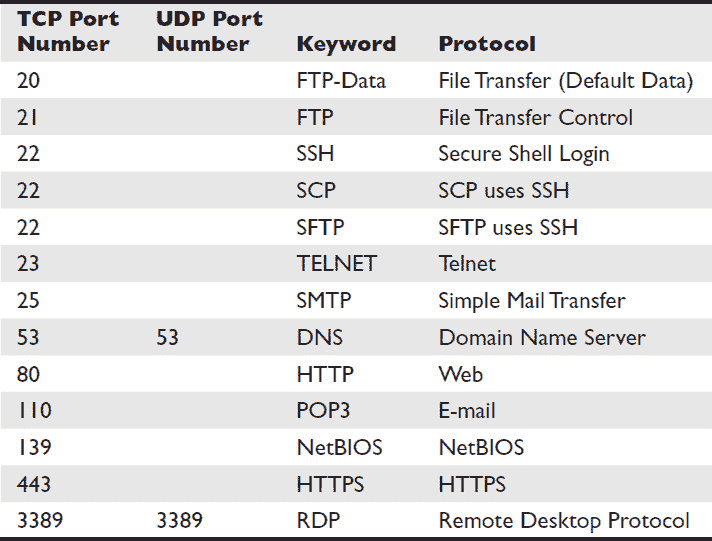 TCP Port Number UDP Port Number Keyword Protocol
20 FTP-Data File Transfer (Default Data)
21 FTP File Transfer Control
22 SSH Secure Shell Login
22 SCP SCP uses SSH
22 SFTP SFTP uses SSH
23 TELNET Telnet
25 SMTP Simple Mail Transfer
53 53 DNS Domain Name Server
80 HTTP Web
110 POP3 E-mail
139 NetBIOS NetBIOS
443 HTTPS HTTPS
3389 3389 RDP Remote Desktop Protocol